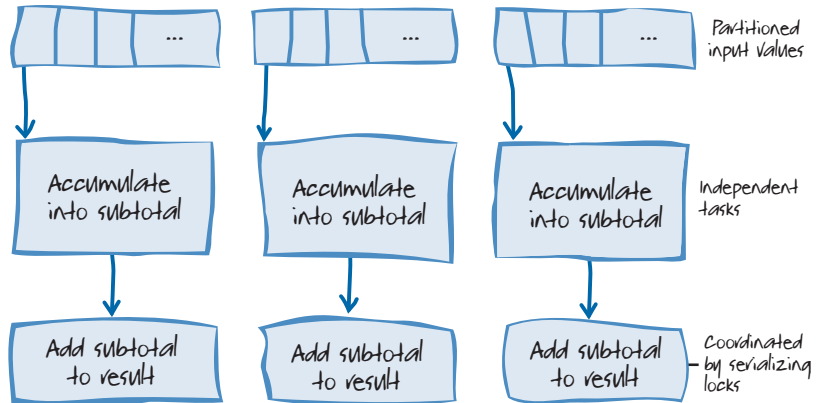 ... ... ... Partitioned
input values
Accumulate
into subtotal
Accumulate
into subtotal
Accumulate
into subtotal
Independent
tasks
Add subtotal
to result
Add subtotal
to result
Add subtotal
to result
Coordinated
by serializing
locks